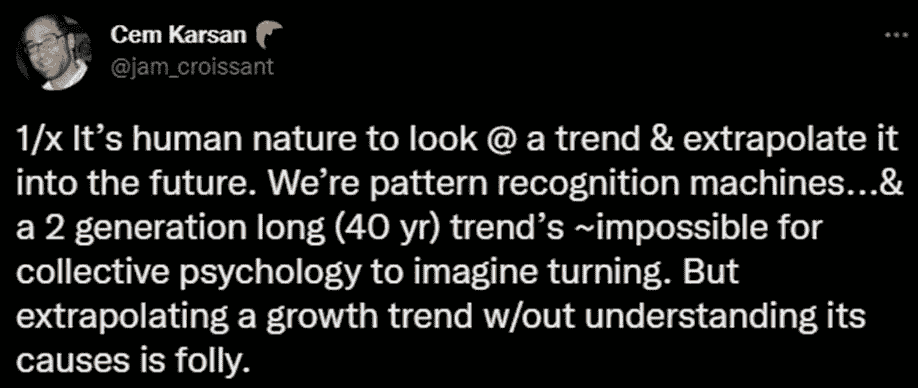 Cem Karsan
@jam_croissant
1/x It’s human nature to look @ a trend & extrapolate it
into the future. We’re pattern recognition machines...&
a 2 generation long (40 yr) trend’s ~impossible for
collective psychology to imagine turning. But
extrapolating a growth trend w/out understanding its
causes is folly.